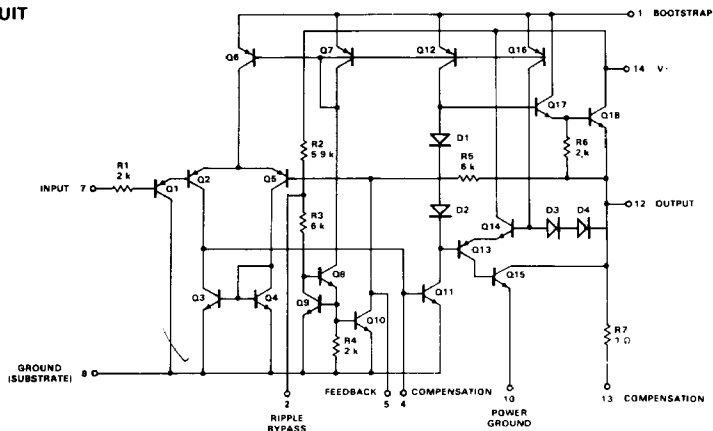 UIT
1 BOOTSTRAP
Q6
Q7
Q12
Q16
14 V
Q17
Q18
R2
5.9 k
D1
R6
2 k
R1
2 k
R5
6 k
INPUT 7
Q1
Q2
Q5
12 OUTPUT
R3
6 k
D2
Q14
D3
D4
Q13
Q8
Q15
Q3
Q4
Q9
Q10
Q11
R4
2 k
R7
GROUND
(SUBSTRATE) 8
FEEDBACK
5
4
COMPENSATION
2
RIPPLE
BYPASS
10
POWER
GROUND
13 COMPENSATION